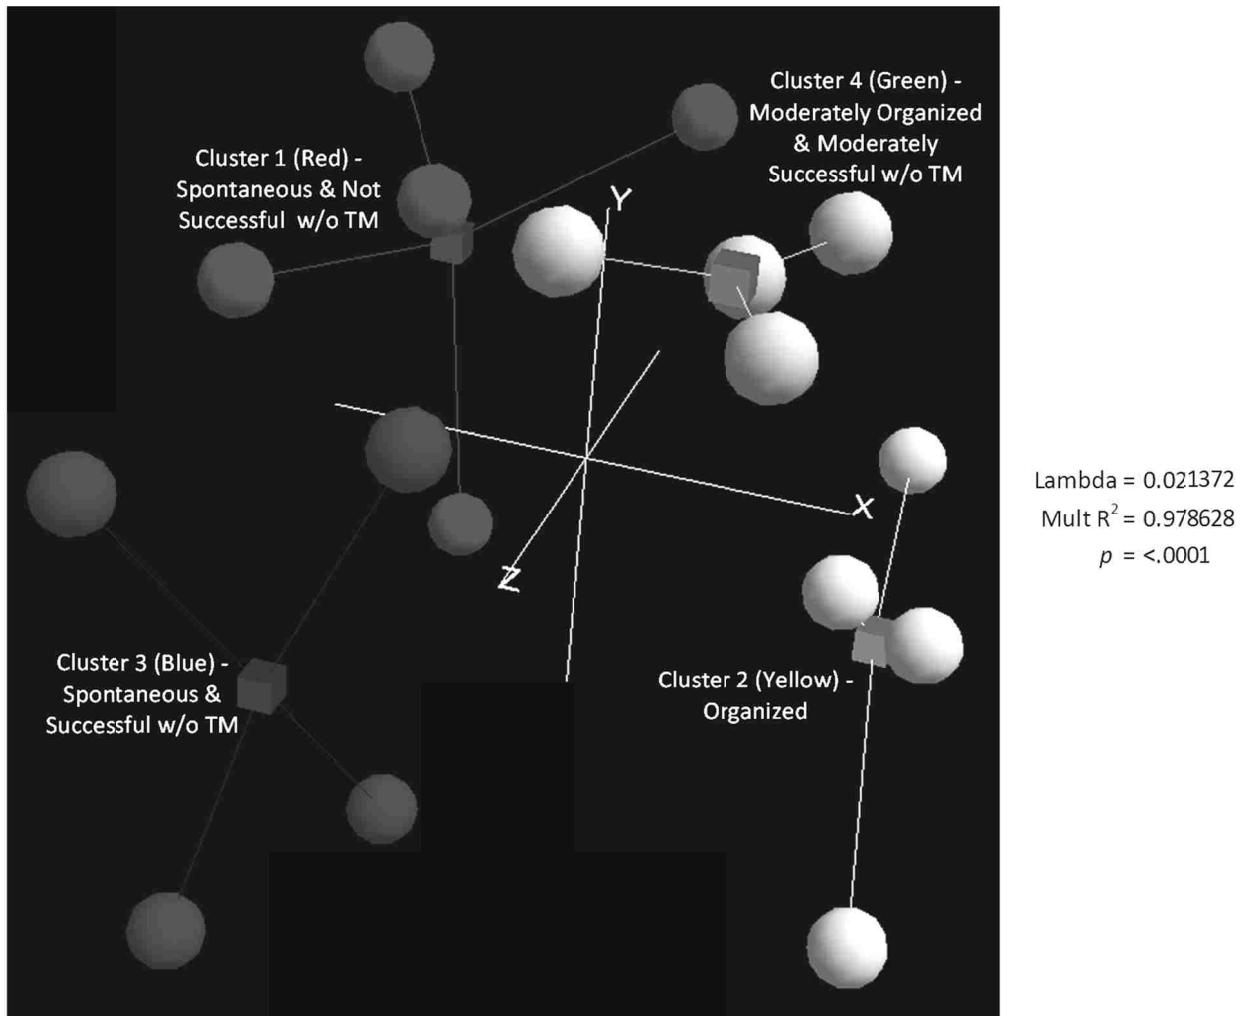 Cluster 4 (Green) -
Moderately Organized
& Moderately
Successful w/o TM
Cluster 1 (Red) -
Spontaneous & Not
Successful w/o TM
Y
X
Z
Lambda = 0.021372
Mult R² = 0.978628
p = <.0001
Cluster 3 (Blue) -
Spontaneous &
Successful w/o TM
Cluster 2 (Yellow) -
Organized